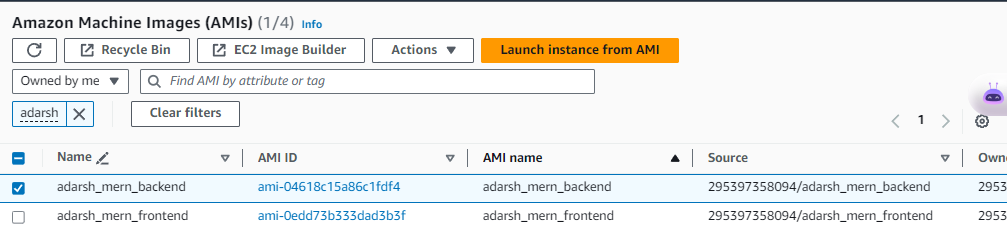 Amazon Machine Images (AMIs) (1/4) Info
Recycle Bin EC2 Image Builder Actions Launch instance from AMI
Owned by me Find AMI by attribute or tag
adarsh Clear filters
1
Name AMI ID AMI name Source Owne
adarsh_mern_backend ami-04618c15a86c1fdf4 adarsh_mern_backend 295397358094/adarsh_mern_backend 2953
adarsh_mern_frontend ami-0edd73b333dad3b3f adarsh_mern_frontend 295397358094/adarsh_mern_frontend 2953